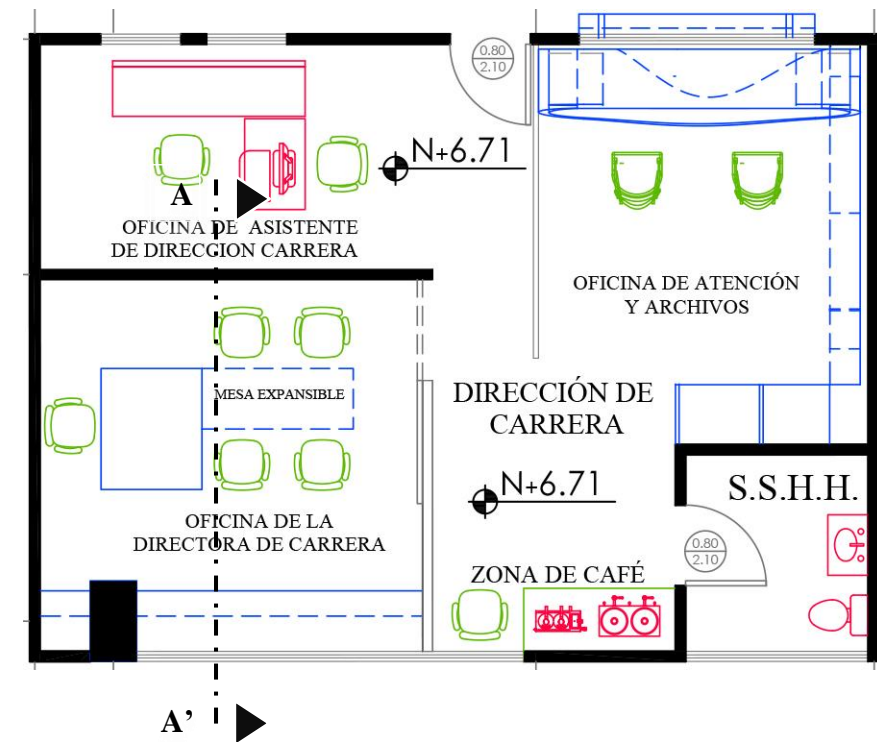 0.80
2.10
N+6.71
A
OFICINA DE ASISTENTE
DE DIRECCION CARRERA
OFICINA DE ATENCIÓN
Y ARCHIVOS
MESA EXPANSIBLE
DIRECCIÓN DE
CARRERA
N+6.71
S.S.H.H.
OFICINA DE LA
DIRECTORA DE CARRERA
0.80
2.10
ZONA DE CAFÉ
A’